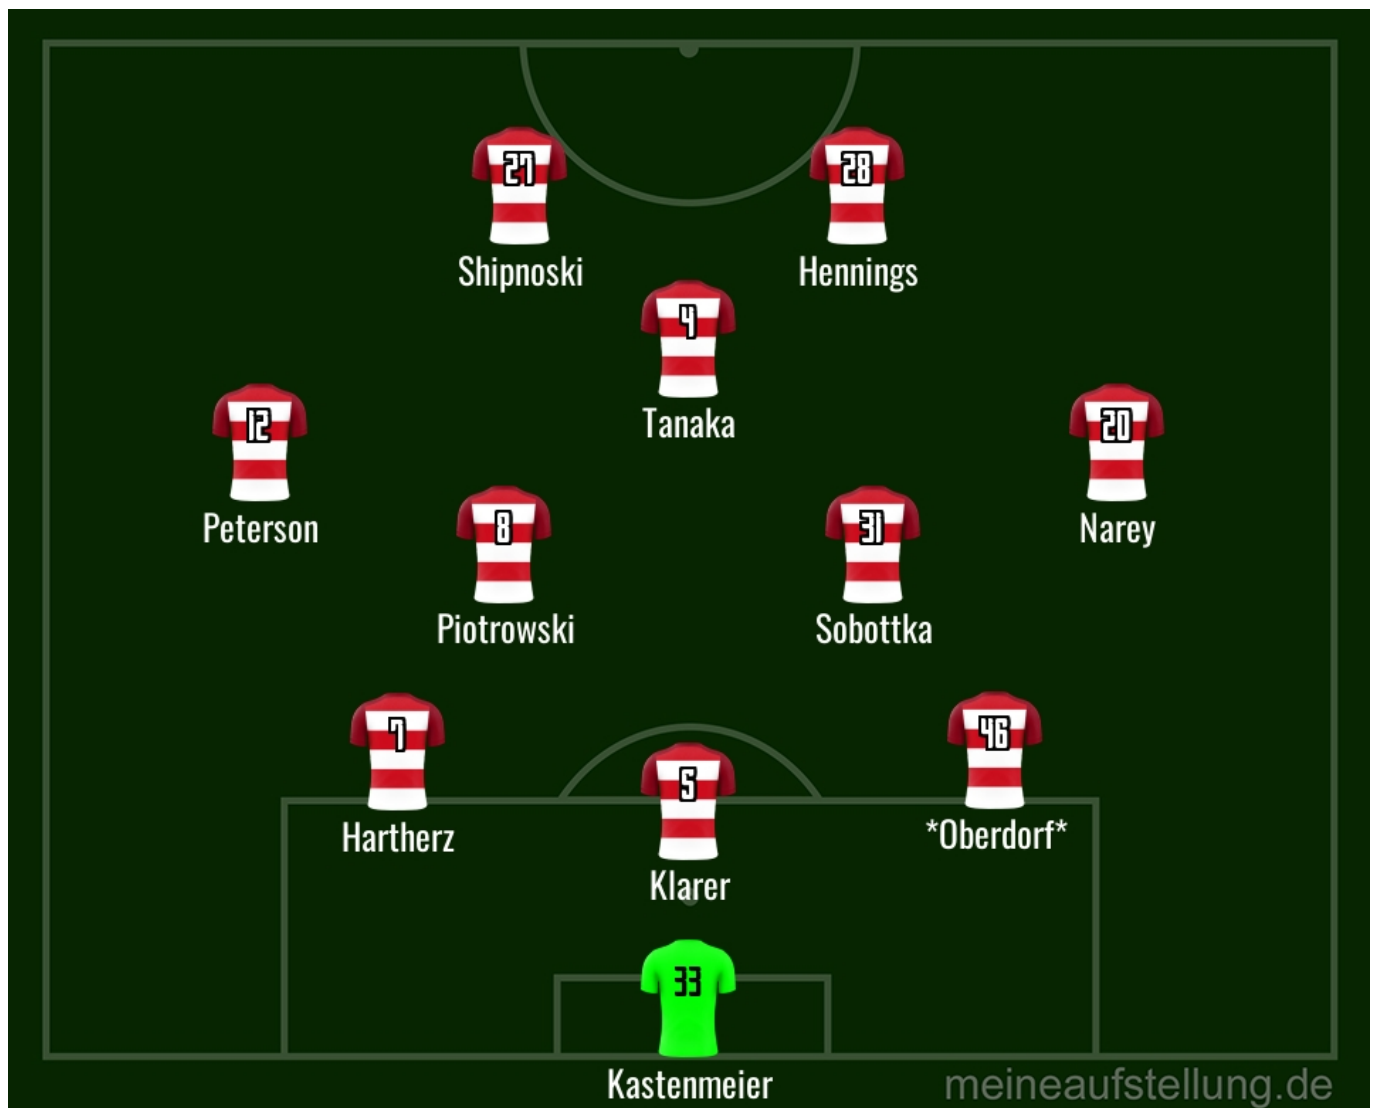 27
28
Shipnoski
Hennings
4
Tanaka
12
20
Peterson
Narey
8
31
Piotrowski
Sobottka
7
46
Hartherz
*Oberdorf*
5
Klarer
33
Kastenmeier
meineaufstellung.de